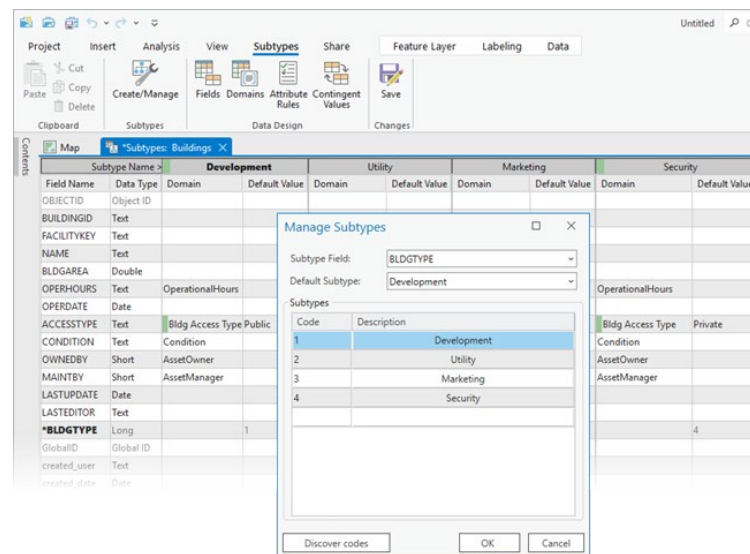 Untitled
Project Insert Analysis View Subtypes Share Feature Layer Labeling Data
Paste Cut Copy Delete Create/Manage Fields Domains Attribute Rules Contingent Values Save
Clipboard Subtypes Data Design Changes
Contents Map *Subtypes: Buildings
Subtype Name > Development Utility Marketing Security
Field Name Data Type Domain Default Value Domain Default Value Domain Default Value Domain Default Value
OBJECTID Object ID
BUILDINGID Text
FACILITYKEY Text
NAME Text
BLDGAREA Double
OPERHOURS Text OperationalHours OperationalHours
OPERDATE Date
ACCESSTYPE Text Bldg Access Type Public Bldg Access Type Private
CONDITION Text Condition Condition
OWNEDBY Short AssetOwner AssetOwner
MAINTBY Short AssetManager AssetManager
LASTUPDATE Date
LASTEDITOR Text
*BLDGTYPE Long 1 4
GlobalID Global ID
created_user Text
created_date Date
Manage Subtypes
Subtype Field: BLDGTYPE
Default Subtype: Development
Subtypes
Code Description
1 Development
2 Utility
3 Marketing
4 Security
Discover codes OK Cancel